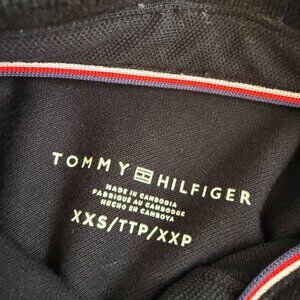 TOMMY HILFIGER
MADE IN CAMBODIA
FABRIQUÉ AU CAMBODGE
HECHO EN CAMBOYA
XXS/TTP/XXP